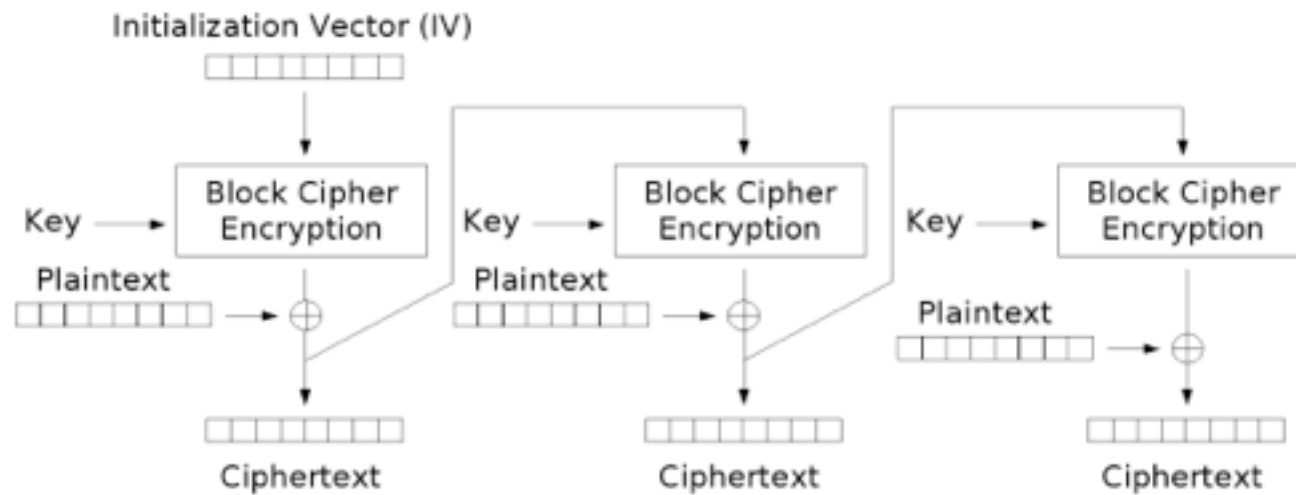 Initialization Vector (IV)
Block Cipher
Encryption
Key
Plaintext
Ciphertext
Block Cipher
Encryption
Key
Plaintext
Ciphertext
Block Cipher
Encryption
Key
Plaintext
Ciphertext